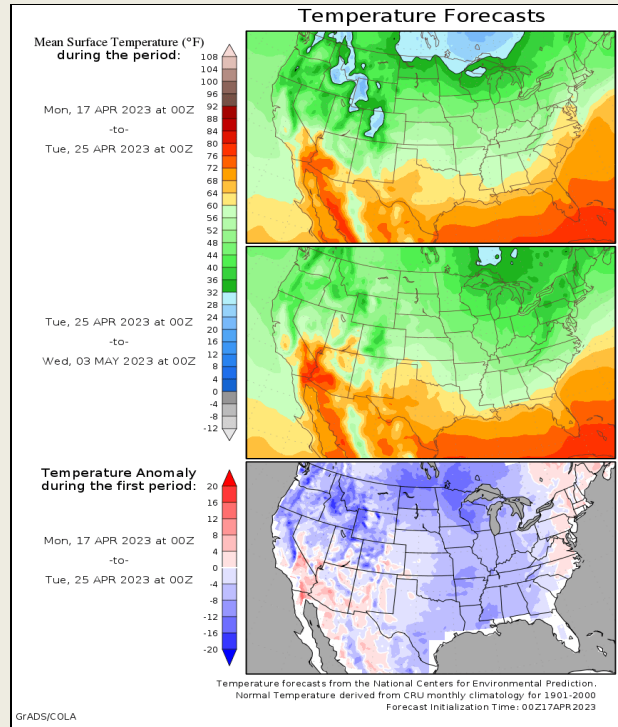 Temperature Forecasts
Mean Surface Temperature (°F)
during the period:
108
104
100
96
92
88
84
80
76
72
68
64
60
56
52
48
44
40
36
32
28
24
20
16
12
8
4
0
-4
-8
-12
Mon, 17 APR 2023 at 00Z
-to-
Tue, 25 APR 2023 at 00Z
Tue, 25 APR 2023 at 00Z
-to-
Wed, 03 MAY 2023 at 00Z
Temperature Anomaly
during the first period:
20
16
12
8
4
0
-4
-8
-12
-16
-20
Mon, 17 APR 2023 at 00Z
-to-
Tue, 25 APR 2023 at 00Z
Temperature forecasts from the National Centers for Environmental Prediction.
Normal Temperature derived from CRU monthly climatology for 1901-2000
Forecast Initialization Time: 00Z17APR2023
GrADS/COLA